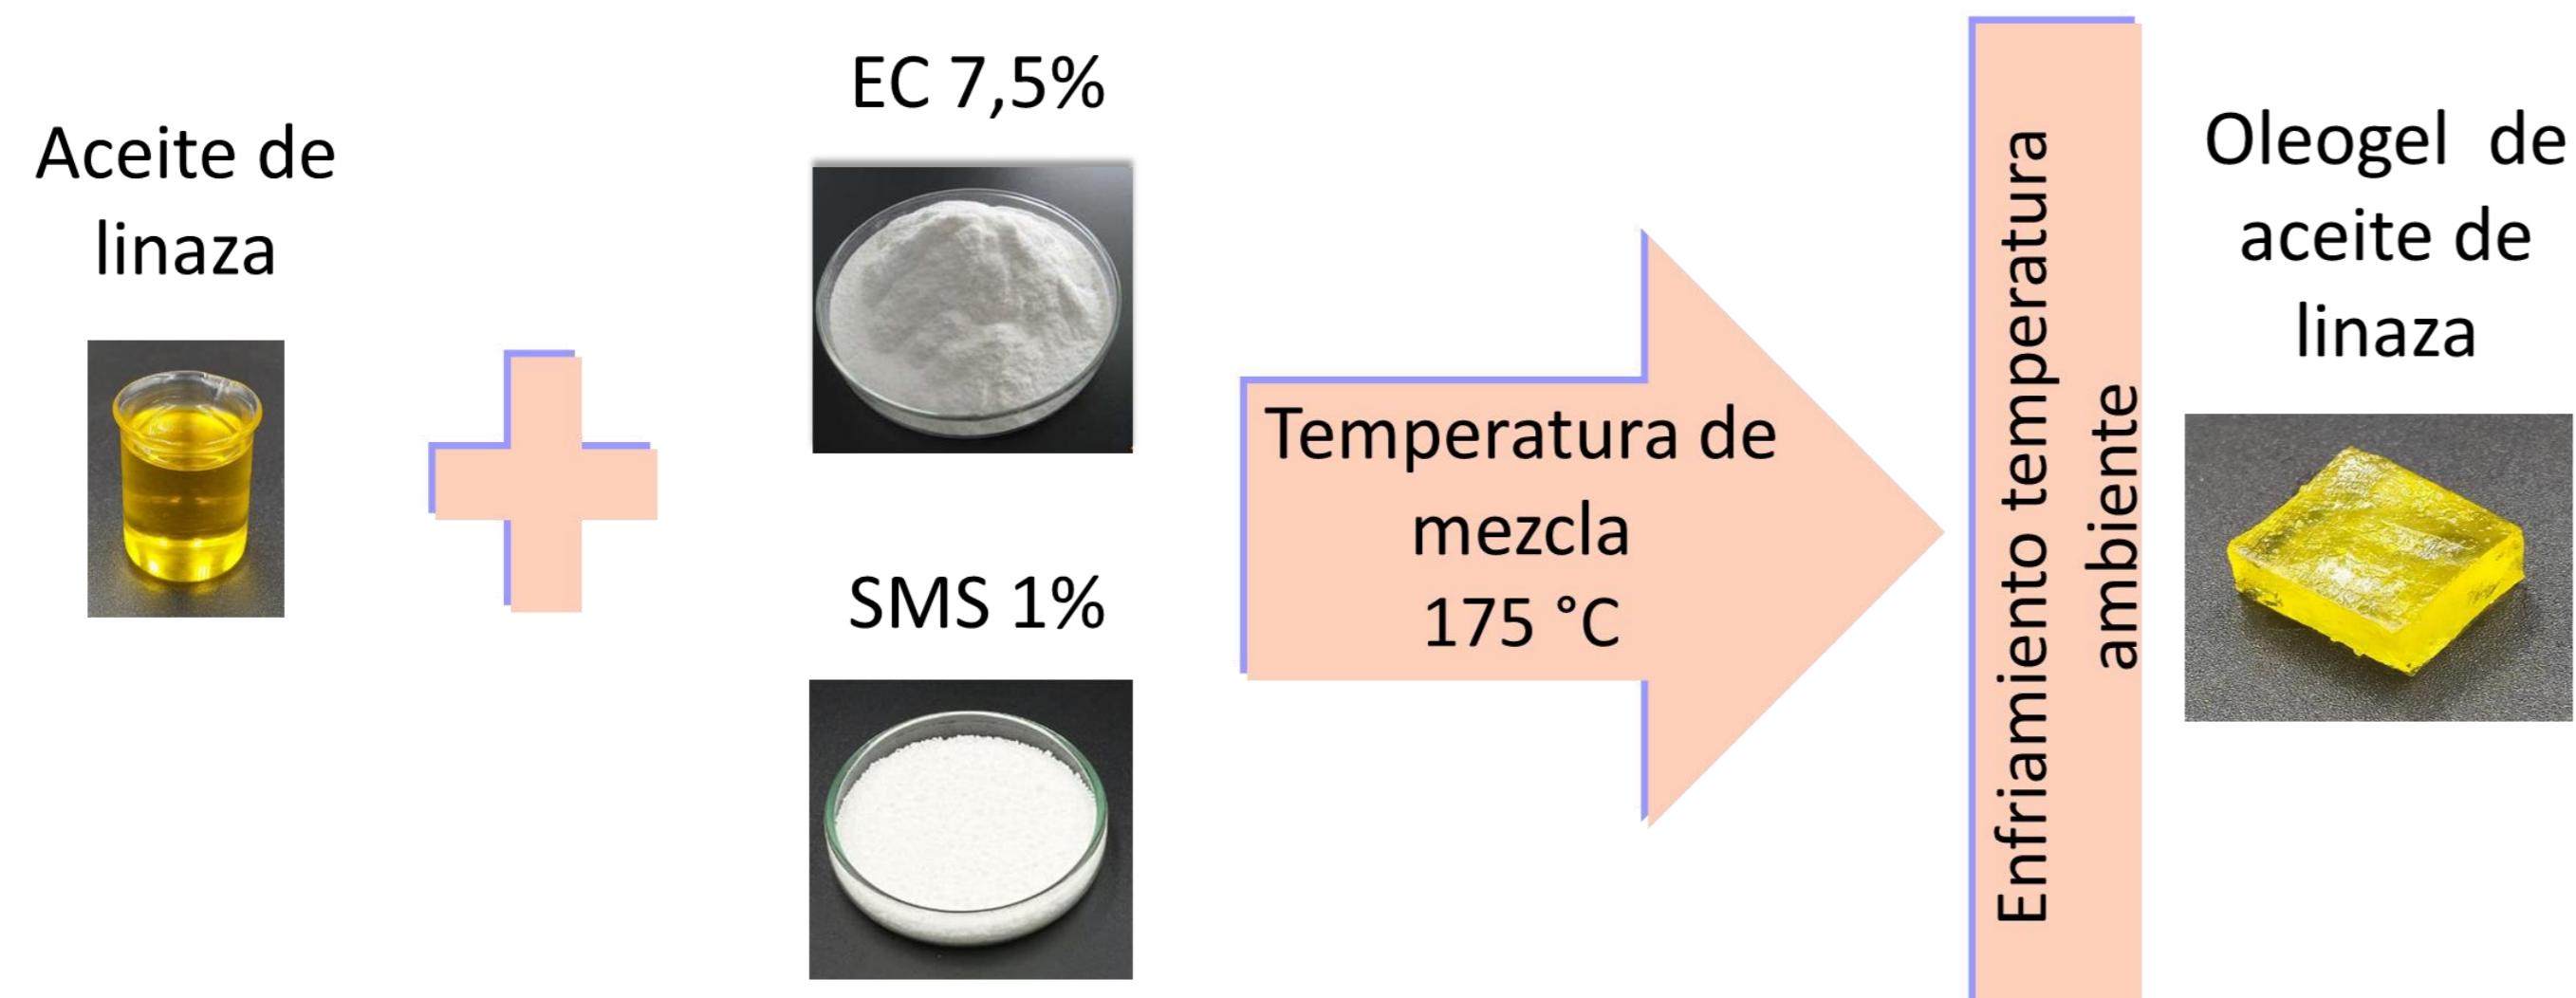 Aceite de
linaza
EC 7,5%
SMS 1%
Temperatura de
mezcla
175 °C
Enfriamiento temperatura
ambiente
Oleogel de
aceite de
linaza